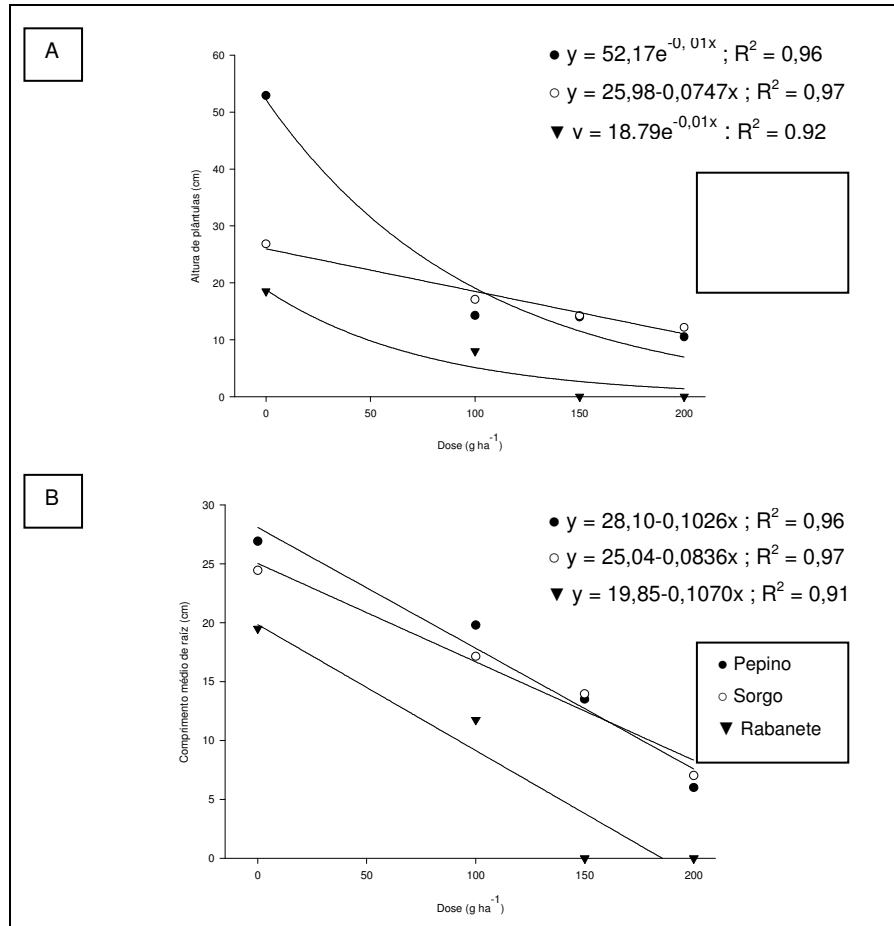 A
● y = 52,17e^-0,01x ; R² = 0,96
○ y = 25,98-0,0747x ; R² = 0,97
▼ y = 18.79e^-0,01x : R² = 0.92
60
50
40
30
20
10
0
Altura de plântulas (cm)
0 50 100 150 200
Dose (g ha⁻¹)
B
● y = 28,10-0,1026x ; R² = 0,96
○ y = 25,04-0,0836x ; R² = 0,97
▼ y = 19,85-0,1070x ; R² = 0,91
30
25
20
15
10
5
0
Comprimento médio de raíz (cm)
● Pepino
○ Sorgo
▼ Rabanete
0 50 100 150 200
Dose (g ha⁻¹)